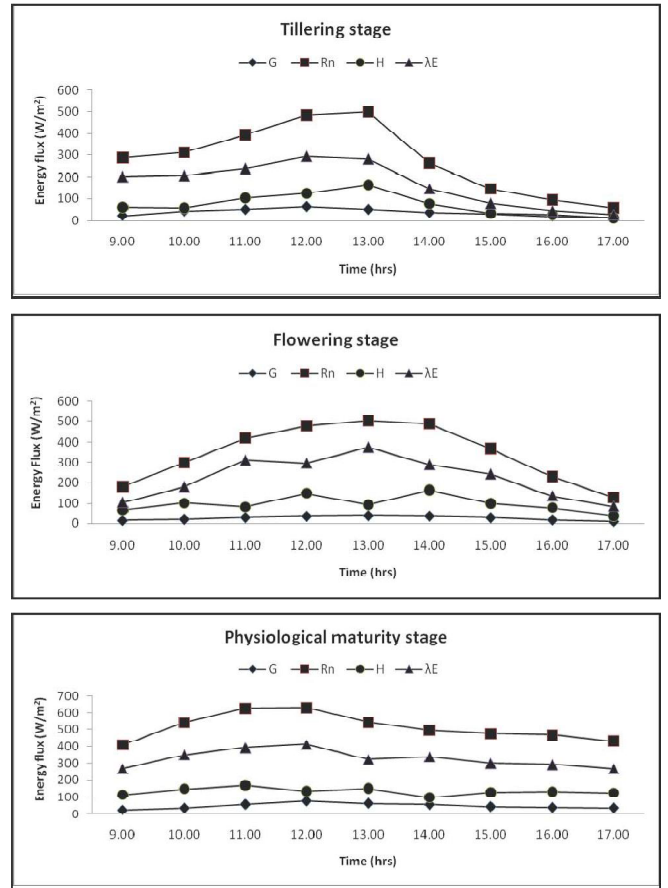 Tillering stage
G Rn H λE
Energy flux (W/m²)
600
500
400
300
200
100
0
9.00 10.00 11.00 12.00 13.00 14.00 15.00 16.00 17.00
Time (hrs)
Flowering stage
G Rn H λE
Energy Flux (W/m²)
600
500
400
300
200
100
0
9.00 10.00 11.00 12.00 13.00 14.00 15.00 16.00 17.00
Time (hrs)
Physiological maturity stage
G Rn H λE
Energy flux (W/m²)
700
600
500
400
300
200
100
0
9.00 10.00 11.00 12.00 13.00 14.00 15.00 16.00 17.00
Time (hrs)